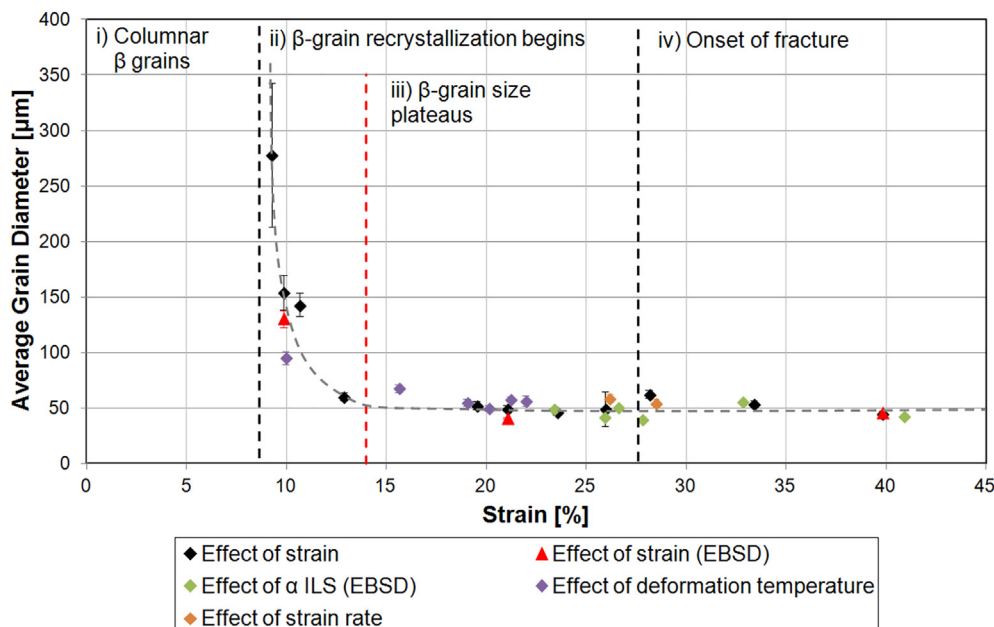 i) Columnar
β grains
ii) β-grain recrystallization begins
iii) β-grain size
plateaus
iv) Onset of fracture
Average Grain Diameter [µm]
400
350
300
250
200
150
100
50
0
0 5 10 15 20 25 30 35 40 45
Strain [%]
Effect of strain
Effect of strain (EBSD)
Effect of α ILS (EBSD)
Effect of deformation temperature
Effect of strain rate